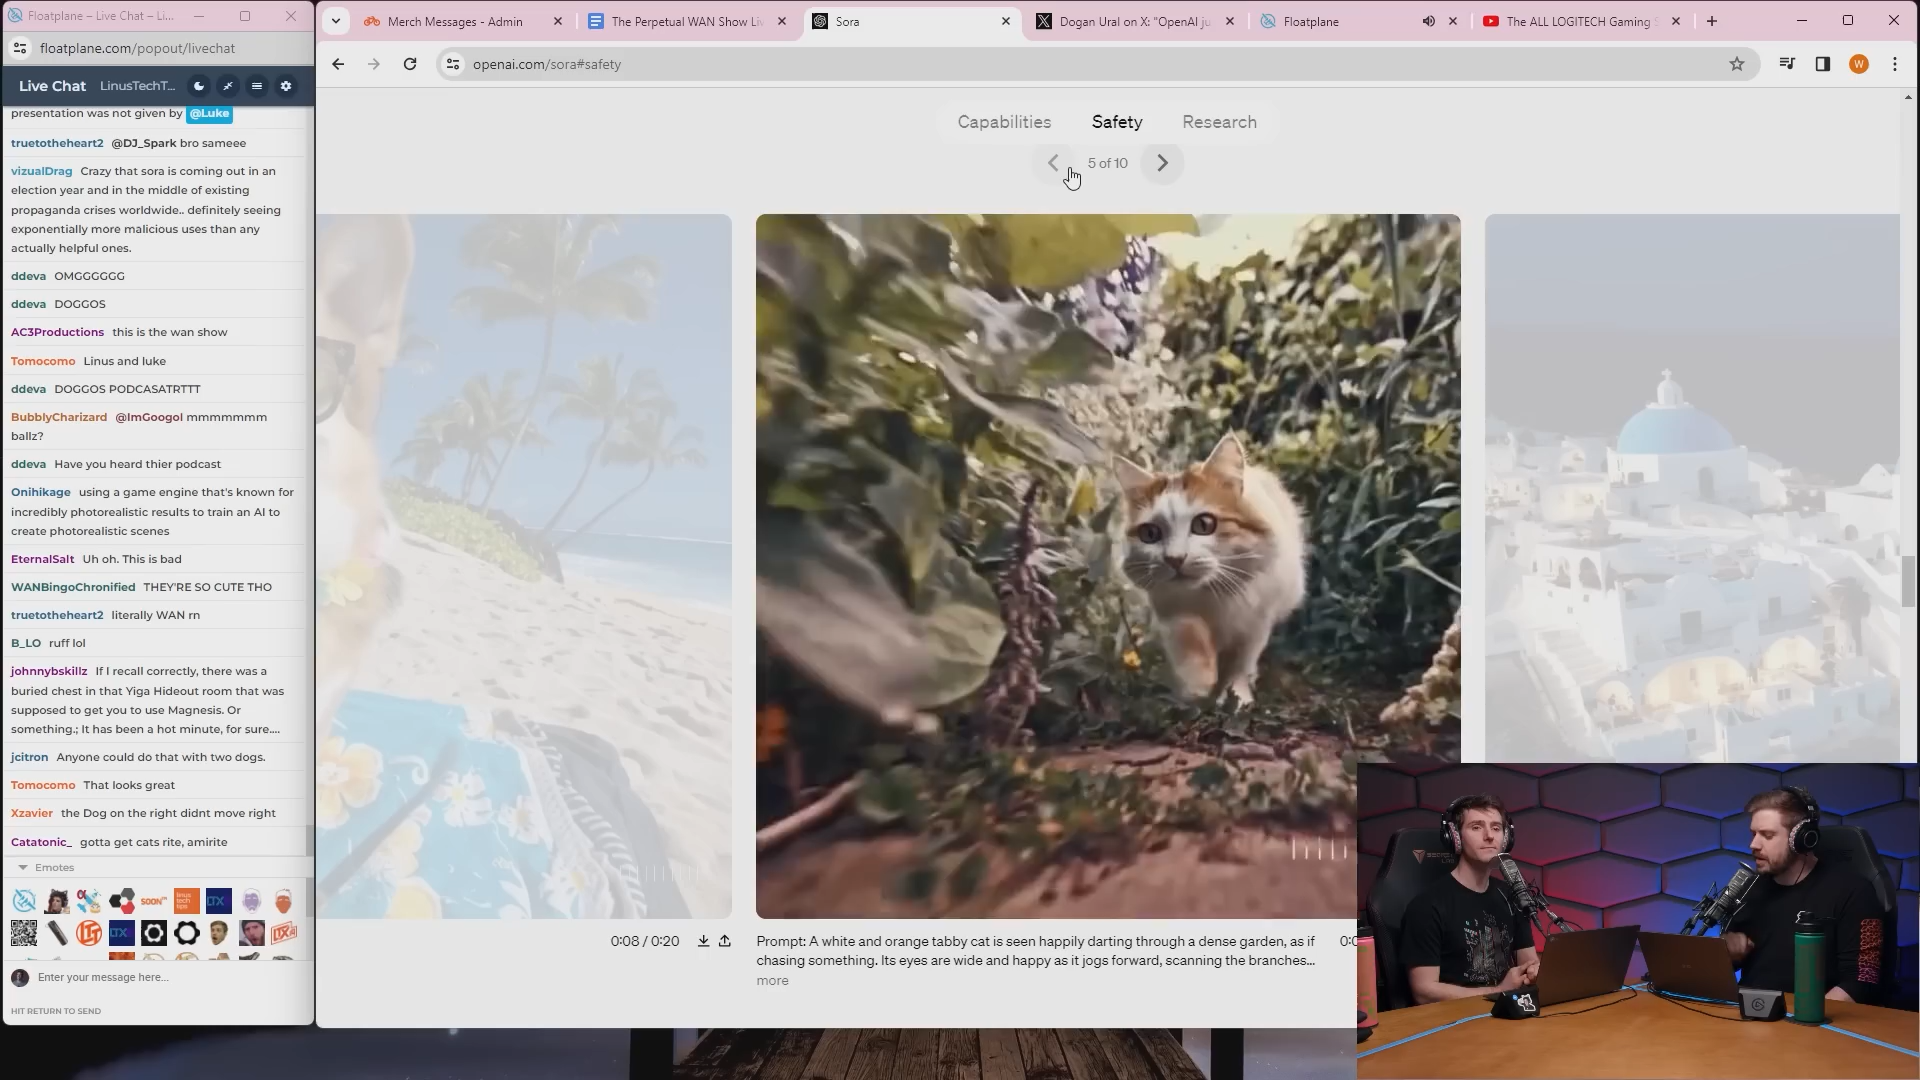 Floatplane – Live Chat – Li...
floatplane.com/popout/livechat
Live Chat LinusTechT...
presentation was not given by @Luke
truetotheheart2 @DJ_Spark bro sameee
vizualDrag Crazy that sora is coming out in an
election year and in the middle of existing
propaganda crises worldwide.. definitely seeing
exponentially more malicious uses than any
actually helpful ones.
ddeva OMGGGGGG
ddeva DOGGOS
AC3Productions this is the wan show
Tomocomo Linus and luke
ddeva DOGGOS PODCASATRTTT
BubblyCharizard @ImGoogol mmmmmmm
ballz?
ddeva Have you heard thier podcast
Onihikage using a game engine that's known for
incredibly photorealistic results to train an AI to
create photorealistic scenes
EternalSalt Uh oh. This is bad
WANBingoChronified THEY'RE SO CUTE THO
truetotheheart2 literally WAN rn
B_LO ruff lol
johnnybskillz If I recall correctly, there was a
buried chest in that Yiga Hideout room that was
supposed to get you to use Magnesis. Or
something.; It has been a hot minute, for sure....
jcitron Anyone could do that with two dogs.
Tomocomo That looks great
Xzavier the Dog on the right didnt move right
Catatonic_ gotta get cats rite, amirite
Emotes
SOON
LTX
LTX
Enter your message here...
HIT RETURN TO SEND
Merch Messages - Admin
The Perpetual WAN Show Liv
Sora
Dogan Ural on X: "OpenAI ju
Floatplane
The ALL LOGITECH Gaming S
openai.com/sora#safety
W
Capabilities Safety Research
5 of 10
0:08 / 0:20
Prompt: A white and orange tabby cat is seen happily darting through a dense garden, as if
chasing something. Its eyes are wide and happy as it jogs forward, scanning the branches...
more